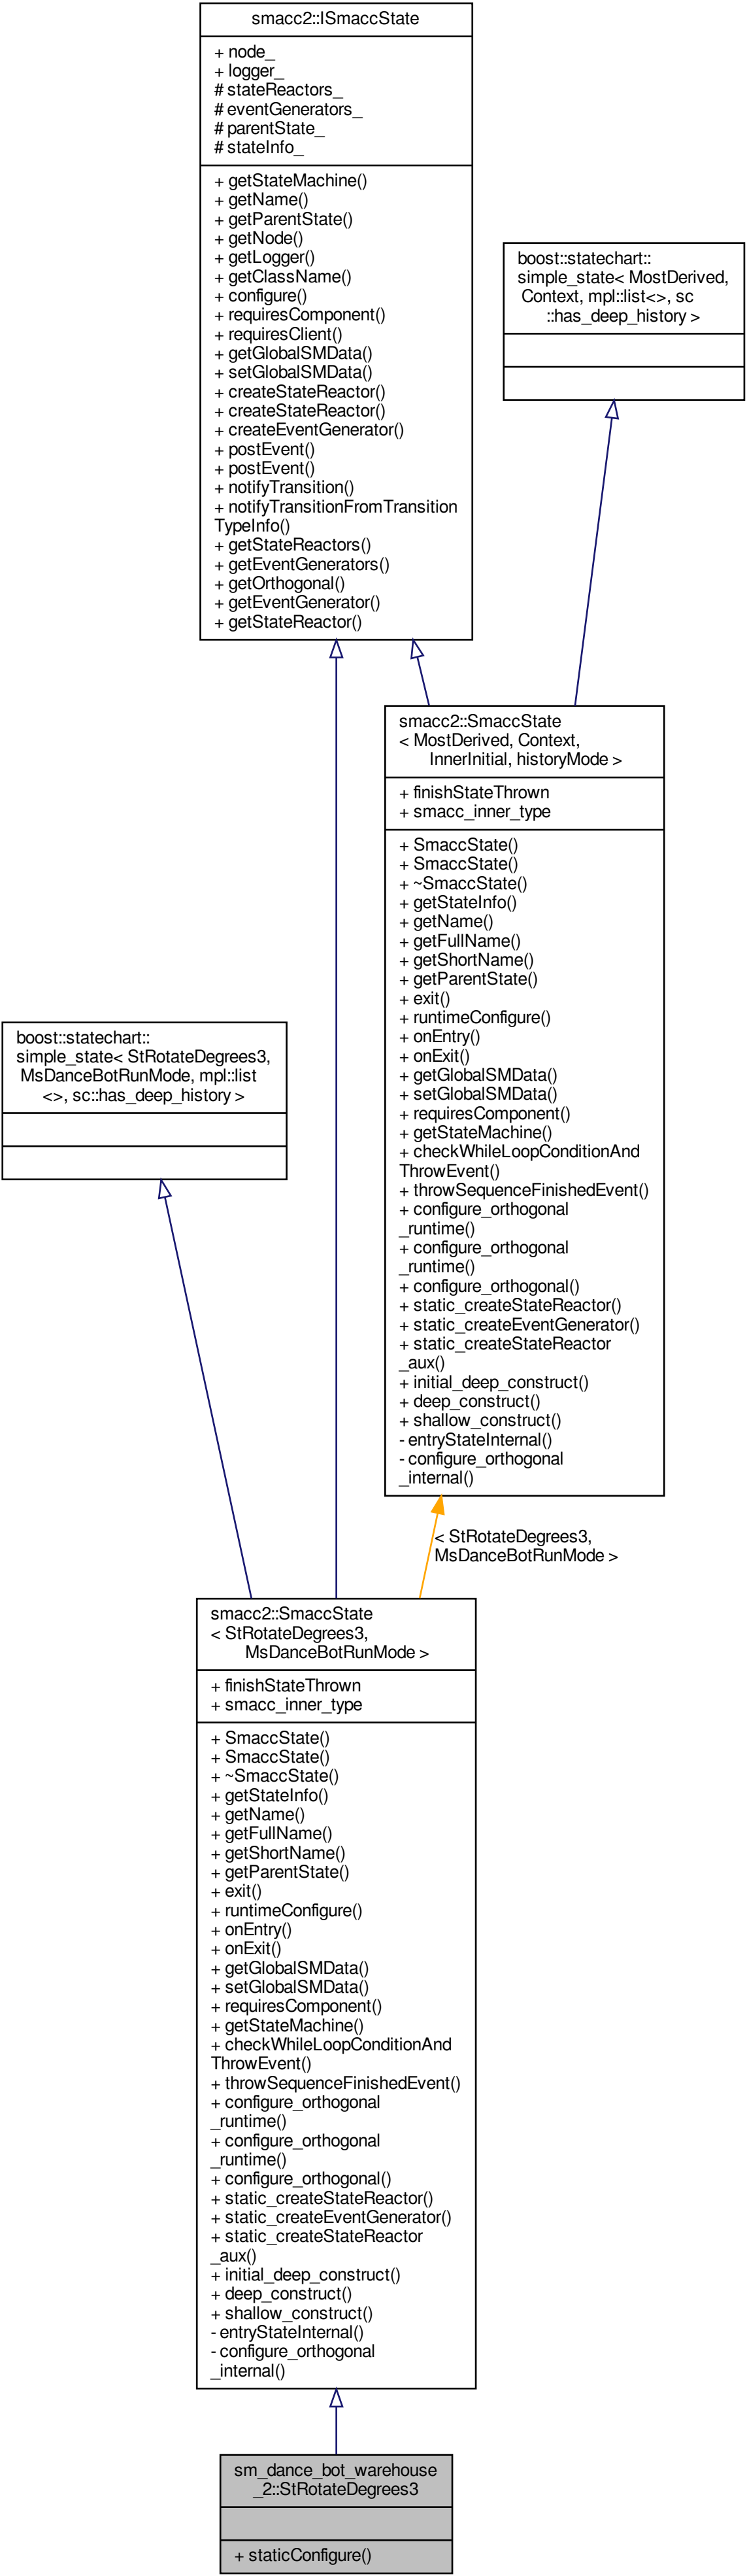 smacc2::ISmaccState
+ node_
+ logger_
# stateReactors_
# eventGenerators_
# parentState_
# stateInfo_
+ getStateMachine()
+ getName()
+ getParentState()
+ getNode()
+ getLogger()
+ getClassName()
+ configure()
+ requiresComponent()
+ requiresClient()
+ getGlobalSMData()
+ setGlobalSMData()
+ createStateReactor()
+ createStateReactor()
+ createEventGenerator()
+ postEvent()
+ postEvent()
+ notifyTransition()
+ notifyTransitionFromTransition
TypeInfo()
+ getStateReactors()
+ getEventGenerators()
+ getOrthogonal()
+ getEventGenerator()
+ getStateReactor()
boost::statechart::
simple_state< MostDerived,
Context, mpl::list<>, sc
::has_deep_history >
smacc2::SmaccState
< MostDerived, Context,
InnerInitial, historyMode >
+ finishStateThrown
+ smacc_inner_type
+ SmaccState()
+ SmaccState()
+ ~SmaccState()
+ getStateInfo()
+ getName()
+ getFullName()
+ getShortName()
+ getParentState()
+ exit()
+ runtimeConfigure()
+ onEntry()
+ onExit()
+ getGlobalSMData()
+ setGlobalSMData()
+ requiresComponent()
+ getStateMachine()
+ checkWhileLoopConditionAnd
ThrowEvent()
+ throwSequenceFinishedEvent()
+ configure_orthogonal
_runtime()
+ configure_orthogonal
_runtime()
+ configure_orthogonal()
+ static_createStateReactor()
+ static_createEventGenerator()
+ static_createStateReactor
_aux()
+ initial_deep_construct()
+ deep_construct()
+ shallow_construct()
- entryStateInternal()
- configure_orthogonal
_internal()
boost::statechart::
simple_state< StRotateDegrees3,
MsDanceBotRunMode, mpl::list
<>, sc::has_deep_history >
< StRotateDegrees3,
MsDanceBotRunMode >
smacc2::SmaccState
< StRotateDegrees3,
MsDanceBotRunMode >
+ finishStateThrown
+ smacc_inner_type
+ SmaccState()
+ SmaccState()
+ ~SmaccState()
+ getStateInfo()
+ getName()
+ getFullName()
+ getShortName()
+ getParentState()
+ exit()
+ runtimeConfigure()
+ onEntry()
+ onExit()
+ getGlobalSMData()
+ setGlobalSMData()
+ requiresComponent()
+ getStateMachine()
+ checkWhileLoopConditionAnd
ThrowEvent()
+ throwSequenceFinishedEvent()
+ configure_orthogonal
_runtime()
+ configure_orthogonal
_runtime()
+ configure_orthogonal()
+ static_createStateReactor()
+ static_createEventGenerator()
+ static_createStateReactor
_aux()
+ initial_deep_construct()
+ deep_construct()
+ shallow_construct()
- entryStateInternal()
- configure_orthogonal
_internal()
sm_dance_bot_warehouse
_2::StRotateDegrees3
+ staticConfigure()